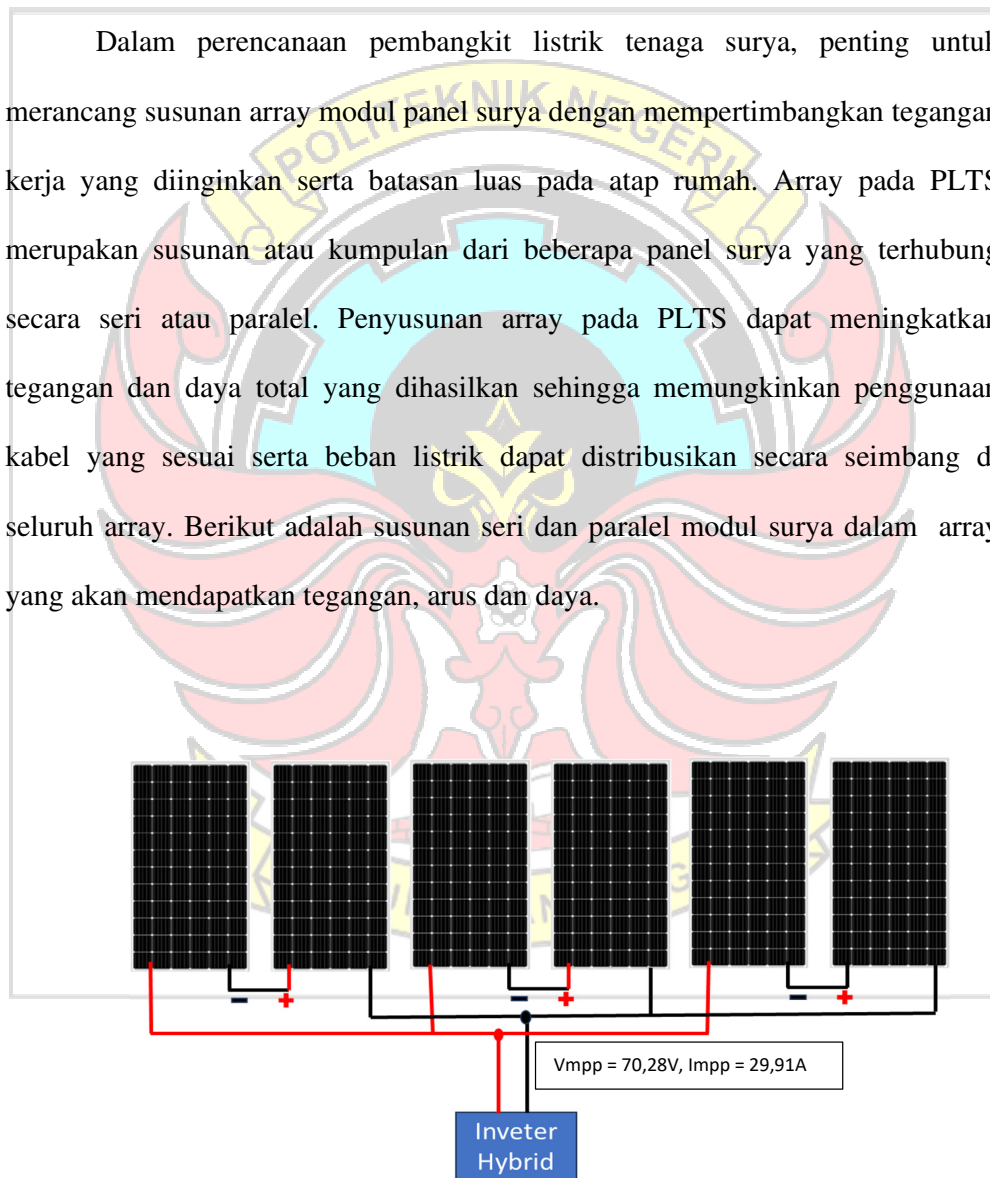 Dalam perencanaan pembangkit listrik tenaga surya, penting untuk
merancang susunan array modul panel surya dengan mempertimbangkan tegangan
kerja yang diinginkan serta batasan luas pada atap rumah. Array pada PLTS
merupakan susunan atau kumpulan dari beberapa panel surya yang terhubung
secara seri atau paralel. Penyusunan array pada PLTS dapat meningkatkan
tegangan dan daya total yang dihasilkan sehingga memungkinkan penggunaan
kabel yang sesuai serta beban listrik dapat distribusikan secara seimbang di
seluruh array. Berikut adalah susunan seri dan paralel modul surya dalam array
yang akan mendapatkan tegangan, arus dan daya.
POLITEKNIK NEGERI
- + - + - +
Vmpp = 70,28V, Impp = 29,91A
Inveter
Hybrid